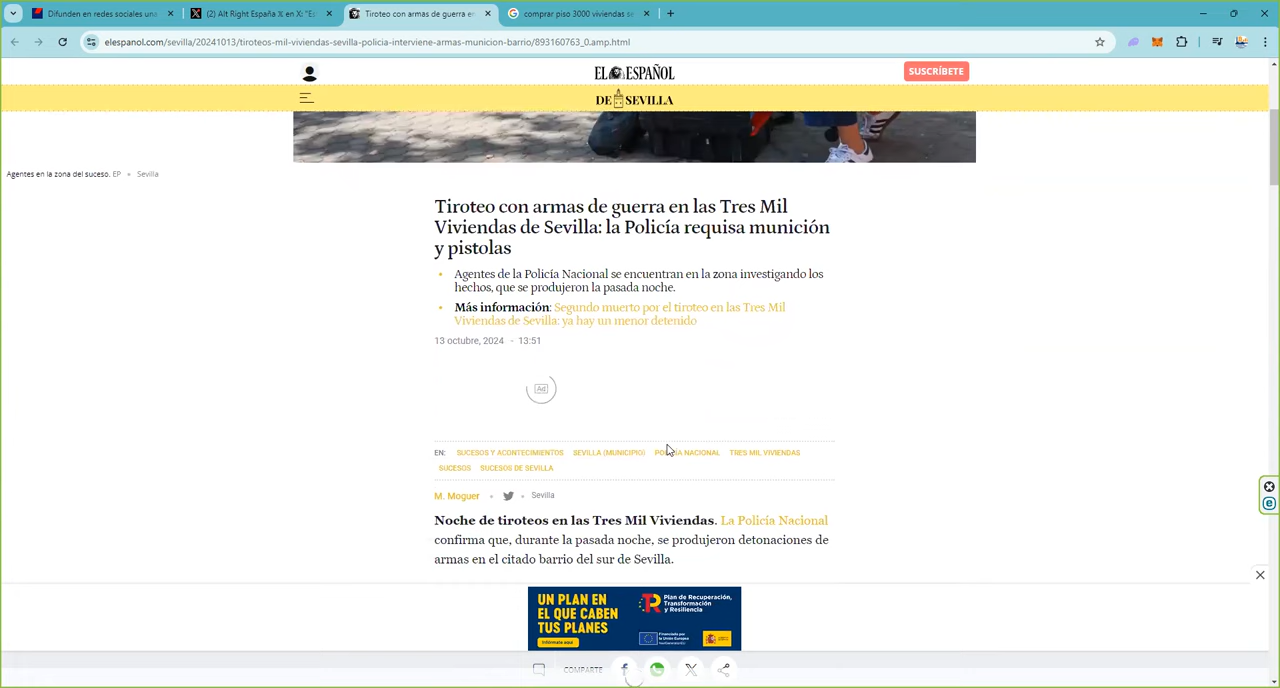 Difunden en redes sociales una
(2) Alt Right España X en X: "Es
Tiroteo con armas de guerra en
comprar piso 3000 viviendas se
elespanol.com/sevilla/20241013/tiroteos-mil-viviendas-sevilla-policia-interviene-armas-municion-barrio/893160763_0.amp.html
EL ESPAÑOL
SUSCRÍBETE
DE SEVILLA
Agentes en la zona del suceso. EP • Sevilla
Tiroteo con armas de guerra en las Tres Mil
Viviendas de Sevilla: la Policía requisa munición
y pistolas
• Agentes de la Policía Nacional se encuentran en la zona investigando los
hechos, que se produjeron la pasada noche.
• Más información: Segundo muerto por el tiroteo en las Tres Mil
Viviendas de Sevilla: ya hay un menor detenido
13 octubre, 2024 - 13:51
Ad
EN: SUCESOS Y ACONTECIMIENTOS SEVILLA (MUNICIPIO) POLICÍA NACIONAL TRES MIL VIVIENDAS
SUCESOS SUCESOS DE SEVILLA
M. Moguer • • Sevilla
Noche de tiroteos en las Tres Mil Viviendas. La Policía Nacional
confirma que, durante la pasada noche, se produjeron detonaciones de
armas en el citado barrio del sur de Sevilla.
UN PLAN EN
EL QUE CABEN
TUS PLANES
Infórmate aquí
Plan de Recuperación,
Transformación
y Resiliencia
Financiado por
la Unión Europea
COMPARTE